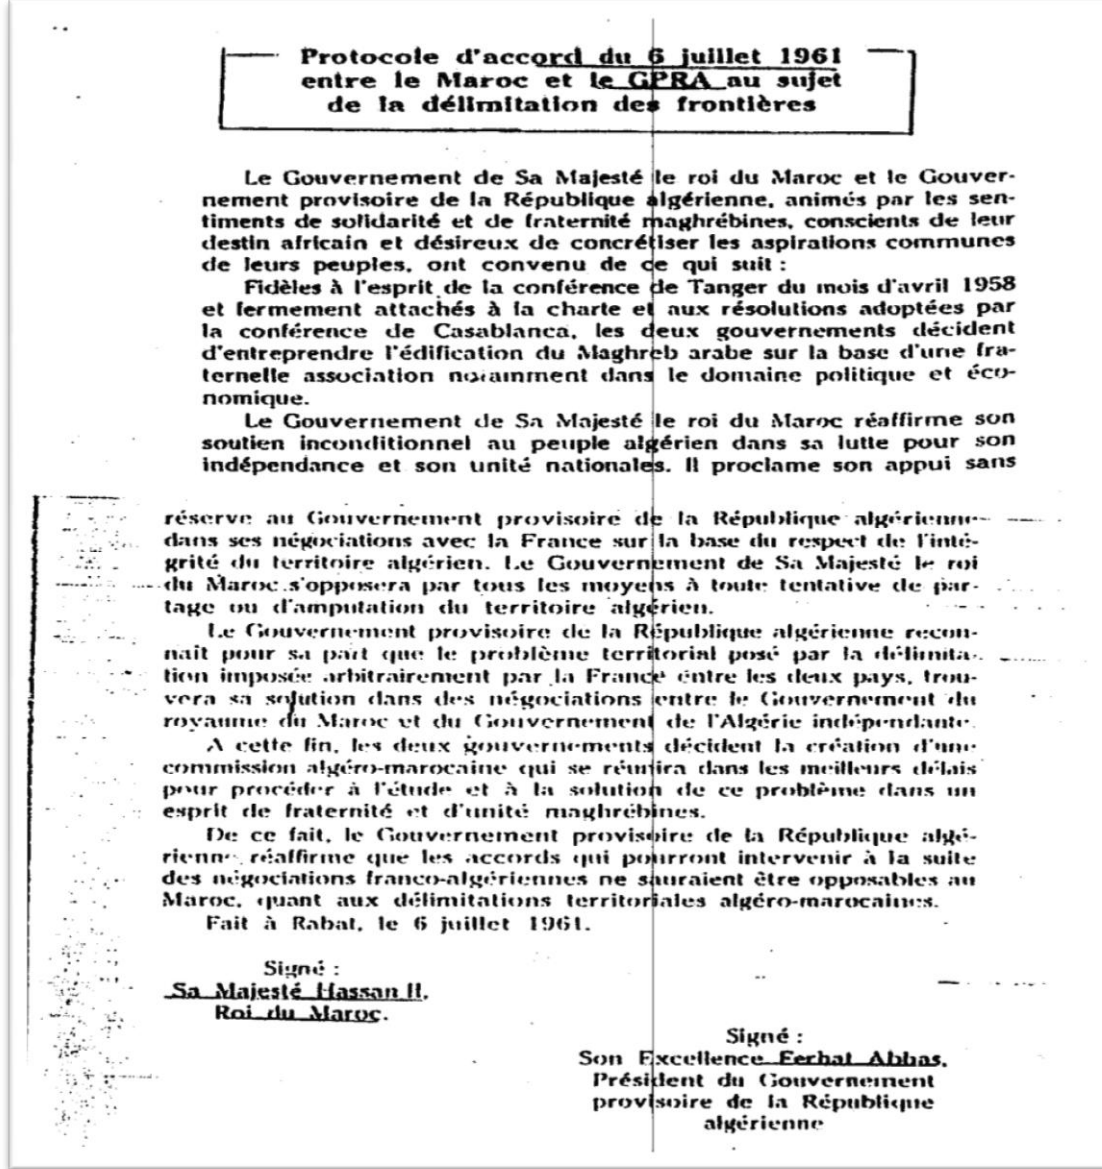 Protocole d'accord du 6 juillet 1961
entre le Maroc et le GPRA au sujet
de la délimitation des frontières
Le Gouvernement de Sa Majesté le roi du Maroc et le Gouver-
nement provisoire de la République algérienne, animés par les sen-
timents de solidarité et de fraternité maghrébines, conscients de leur
destin africain et désireux de concrétiser les aspirations communes
de leurs peuples, ont convenu de ce qui suit :
Fidèles à l'esprit de la conférence de Tanger du mois d'avril 1958
et fermement attachés à la charte et aux résolutions adoptées par
la conférence de Casablanca, les deux gouvernements décident
d'entreprendre l'édification du Maghreb arabe sur la base d'une fra-
ternelle association notamment dans le domaine politique et éco-
nomique.
Le Gouvernement de Sa Majesté le roi du Maroc réaffirme son
soutien inconditionnel au peuple algérien dans sa lutte pour son
indépendance et son unité nationales. Il proclame son appui sans
réserve au Gouvernement provisoire de la République algérienne
dans ses négociations avec la France sur la base du respect de l'inté-
grité du territoire algérien. Le Gouvernement de Sa Majesté le roi
du Maroc s'opposera par tous les moyens à toute tentative de par-
tage ou d'amputation du territoire algérien.
Le Gouvernement provisoire de la République algérienne recon-
nait pour sa part que le problème territorial posé par la délimita-
tion imposée arbitrairement par la France entre les deux pays, trou-
vera sa solution dans des négociations entre le Gouvernement du
royaume du Maroc et du Gouvernement de l'Algérie indépendante.
A cette fin, les deux gouvernements décident la création d'une
commission algéro-marocaine qui se réunira dans les meilleurs délais
pour procéder à l'étude et à la solution de ce problème dans un
esprit de fraternité et d'unité maghrébines.
De ce fait, le Gouvernement provisoire de la République algé-
rienne réaffirme que les accords qui pourront intervenir à la suite
des négociations franco-algériennes ne sauraient être opposables au
Maroc, quant aux délimitations territoriales algéro-marocaines.
Fait à Rabat, le 6 juillet 1961.
Signé :
Sa Majesté Hassan II,
Roi du Maroc.
Signé :
Son Excellence Ferhat Abbas,
Président du Gouvernement
provisoire de la République
algérienne